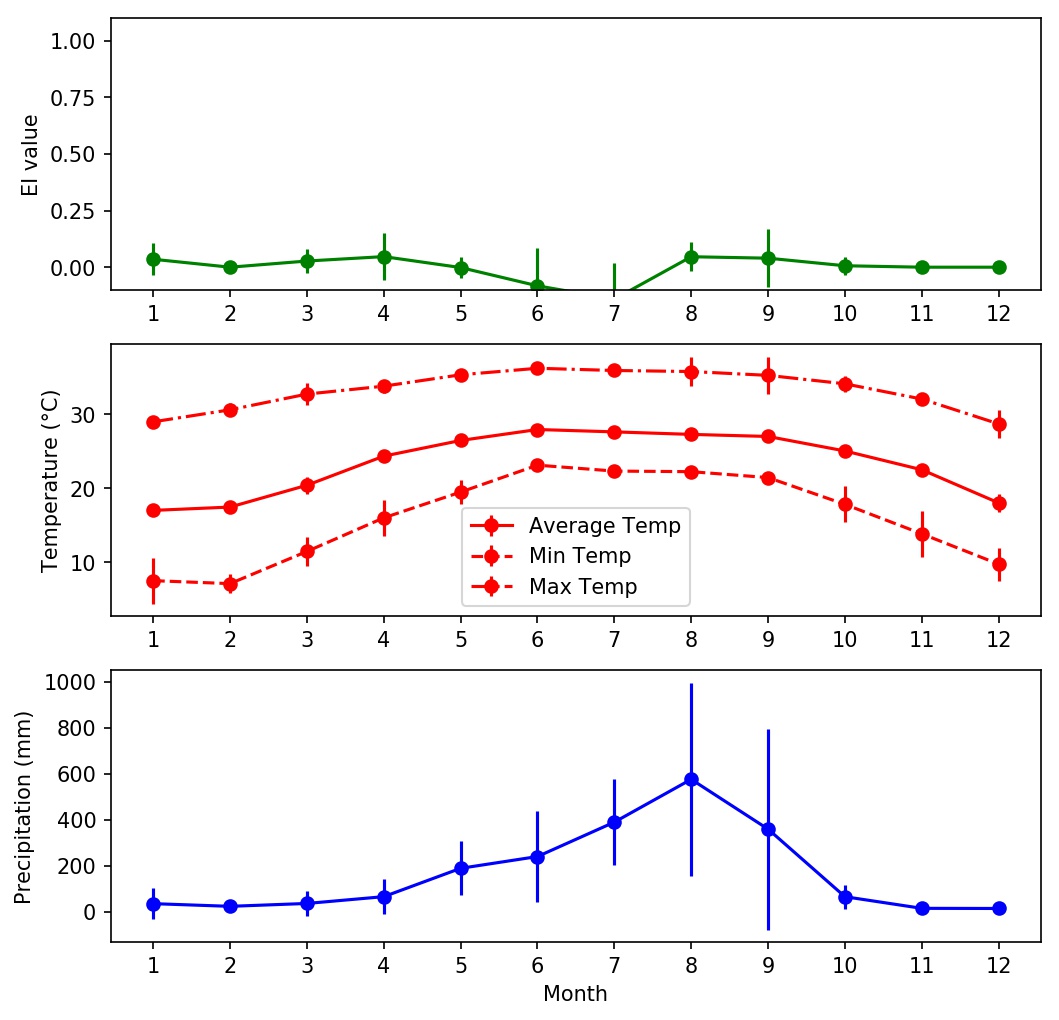 EI value
1.00
0.75
0.50
0.25
0.00
1 2 3 4 5 6 7 8 9 10 11 12
Temperature (°C)
30
20
10
Average Temp
Min Temp
Max Temp
1 2 3 4 5 6 7 8 9 10 11 12
Precipitation (mm)
1000
800
600
400
200
0
1 2 3 4 5 6 7 8 9 10 11 12
Month